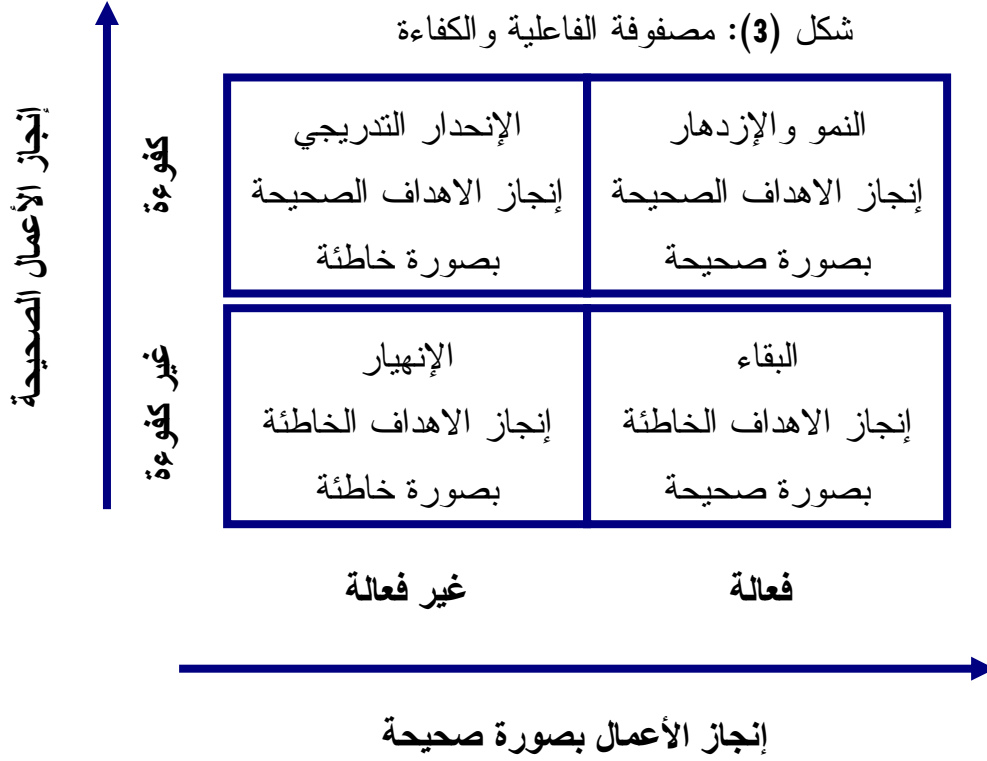 شكل (3): مصفوفة الفاعلية والكفاءة
إنجاز الأعمال الصحيحة
كفوءة
النمو والإزدهار
إنجاز الاهداف الصحيحة
بصورة صحيحة
الإنحدار التدريجي
إنجاز الاهداف الصحيحة
بصورة خاطئة
غير كفوءة
البقاء
إنجاز الاهداف الخاطئة
بصورة صحيحة
الإنهيار
إنجاز الاهداف الخاطئة
بصورة خاطئة
فعالة
غير فعالة
إنجاز الأعمال بصورة صحيحة